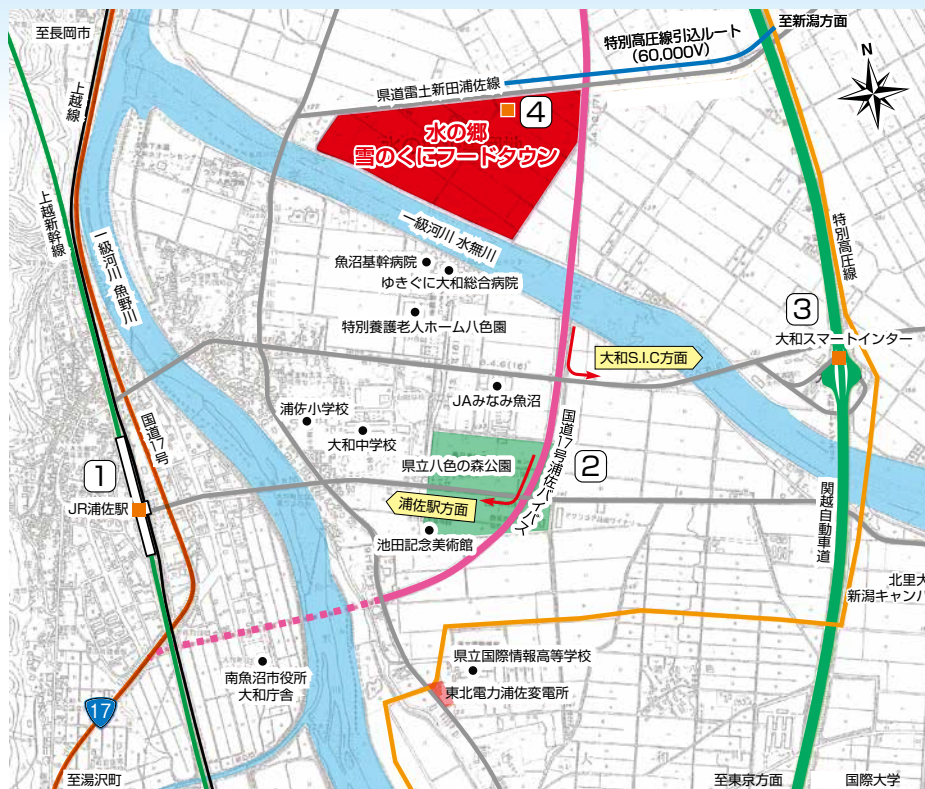 至長岡市
特別高圧線引込ルート
（60,000V）
至新潟方面
N
上越線
県道雷土新田浦佐線
4
水の郷
雪のくにフードタウン
上越新幹線
一級河川 魚野川
一級河川 水無川
特別高圧線
魚沼基幹病院
ゆきぐに大和総合病院
特別養護老人ホーム八色園
3
大和スマートインター
大和S.I.C方面
JAみなみ魚沼
国道17号
浦佐小学校
大和中学校
国道17号浦佐バイパス
県立八色の森公園
2
1
JR浦佐駅
浦佐駅方面
池田記念美術館
関越自動車道
北里大
新潟キャンパ
県立国際情報高等学校
東北電力浦佐変電所
南魚沼市役所
大和庁舎
17
至湯沢町
至東京方面
国際大学